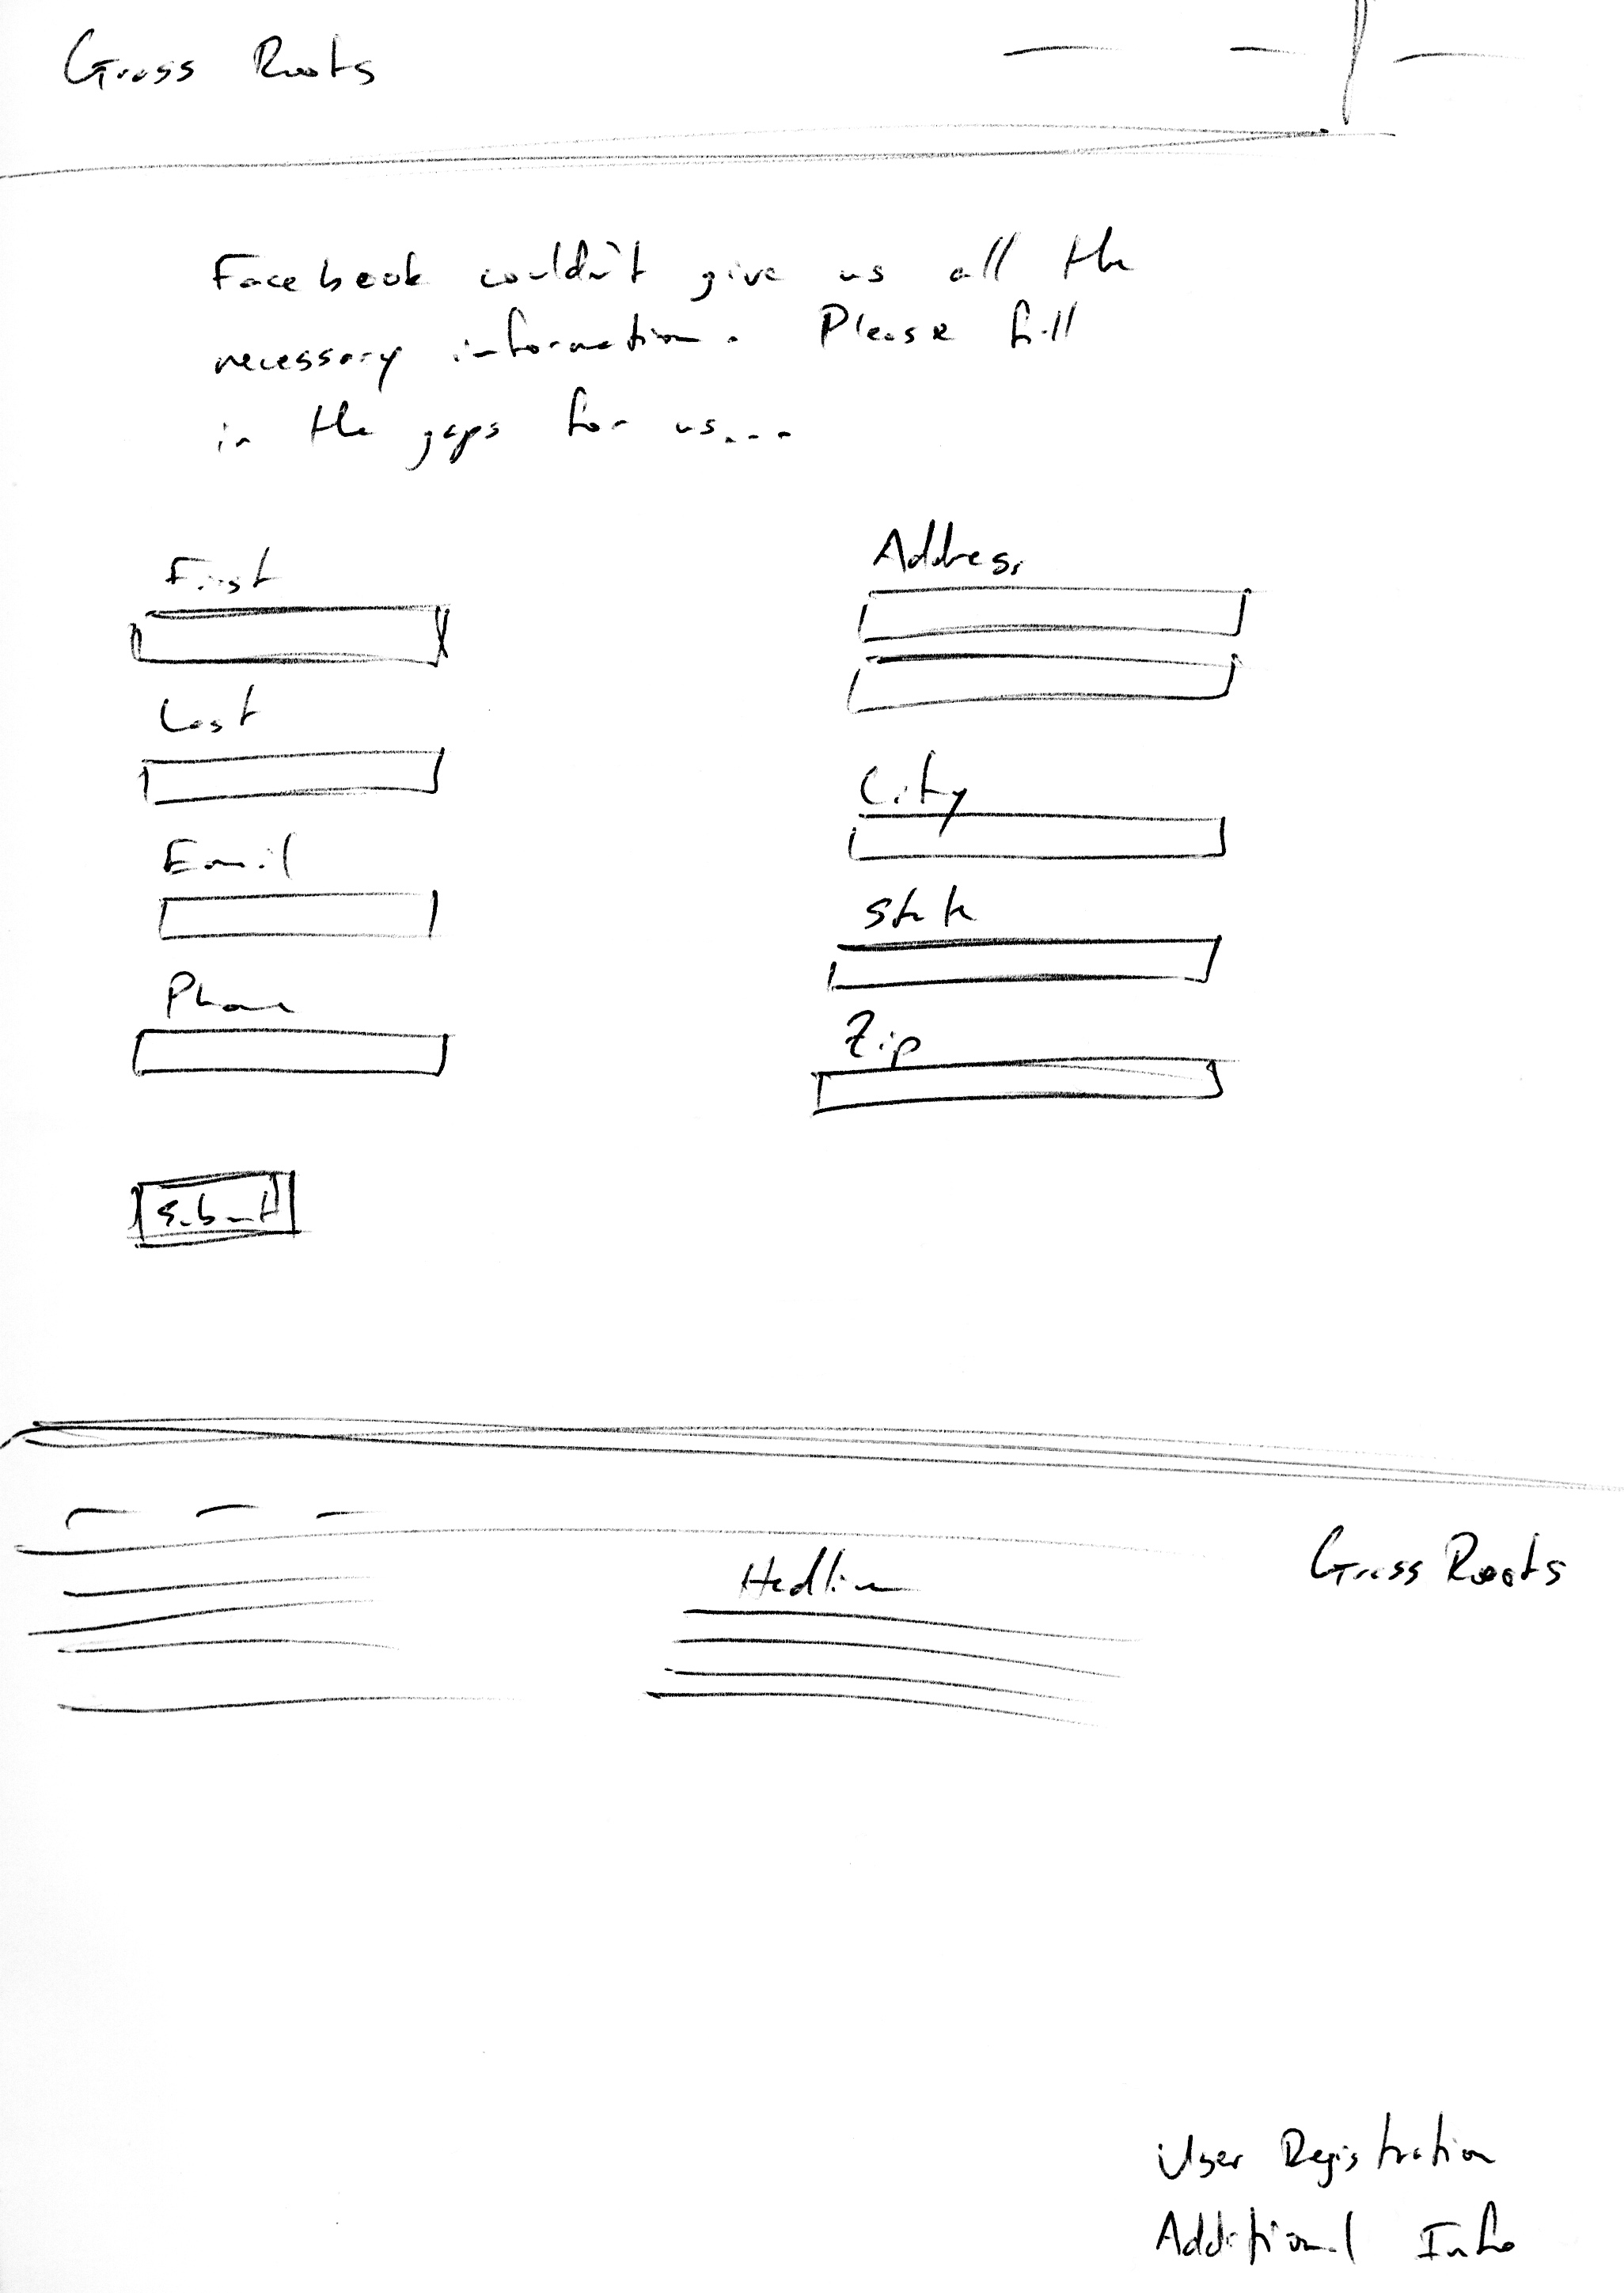 Grass Roots
Facebook couldn't give us all the
necessary information. Please fill
in the gaps for us...
First
Address
Last
City
Email
State
Phone
Zip
Submit
Hedline
Grass Roots
User Registration
Additional Info